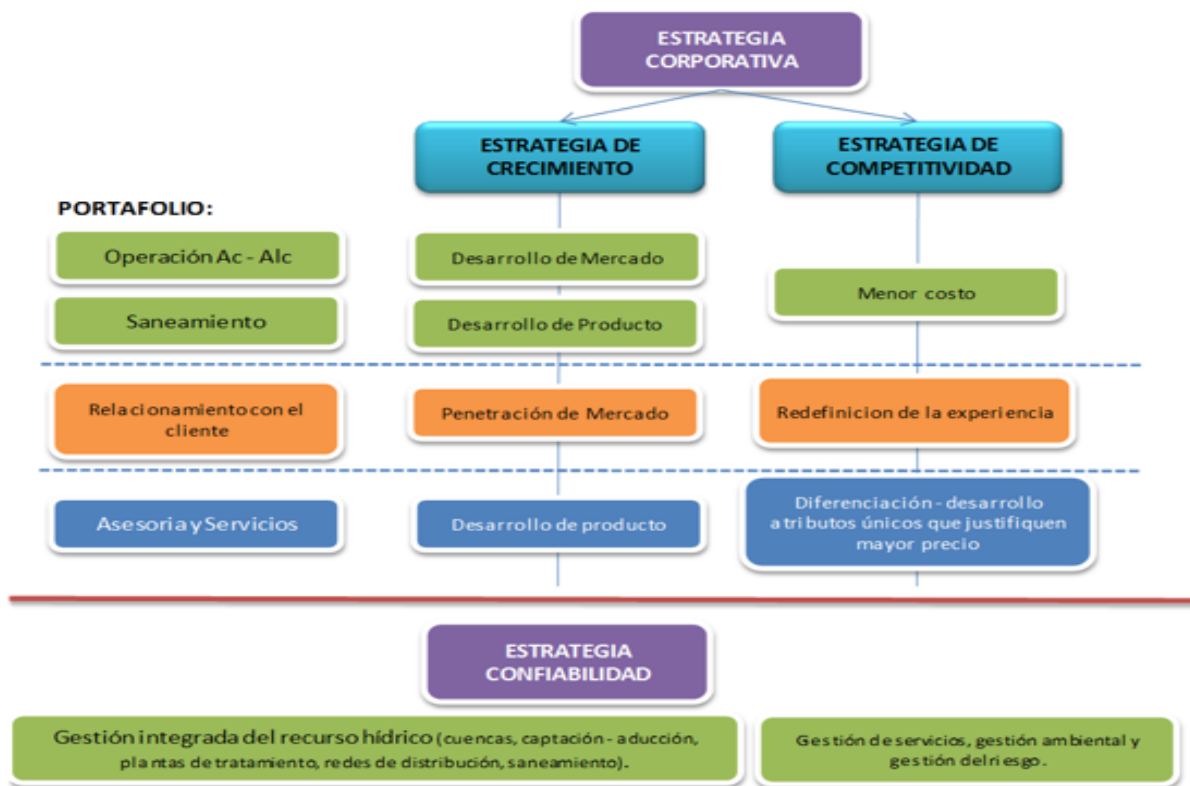 ESTRATEGIA
CORPORATIVA
ESTRATEGIA DE
CRECIMIENTO
ESTRATEGIA DE
COMPETITIVIDAD
PORTAFOLIO:
Operación Ac - Alc
Desarrollo de Mercado
Menor costo
Saneamiento
Desarrollo de Producto
Relacionamiento con el
cliente
Penetración de Mercado
Redefinicion de la experiencia
Asesoria y Servicios
Desarrollo de producto
Diferenciación - desarrollo
atributos únicos que justifiquen
mayor precio
ESTRATEGIA
CONFIABILIDAD
Gestión integrada del recurso hídrico (cuencas, captación - aducción,
plantas de tratamiento, redes de distribución, saneamiento).
Gestión de servicios, gestión ambiental y
gestión del riesgo.